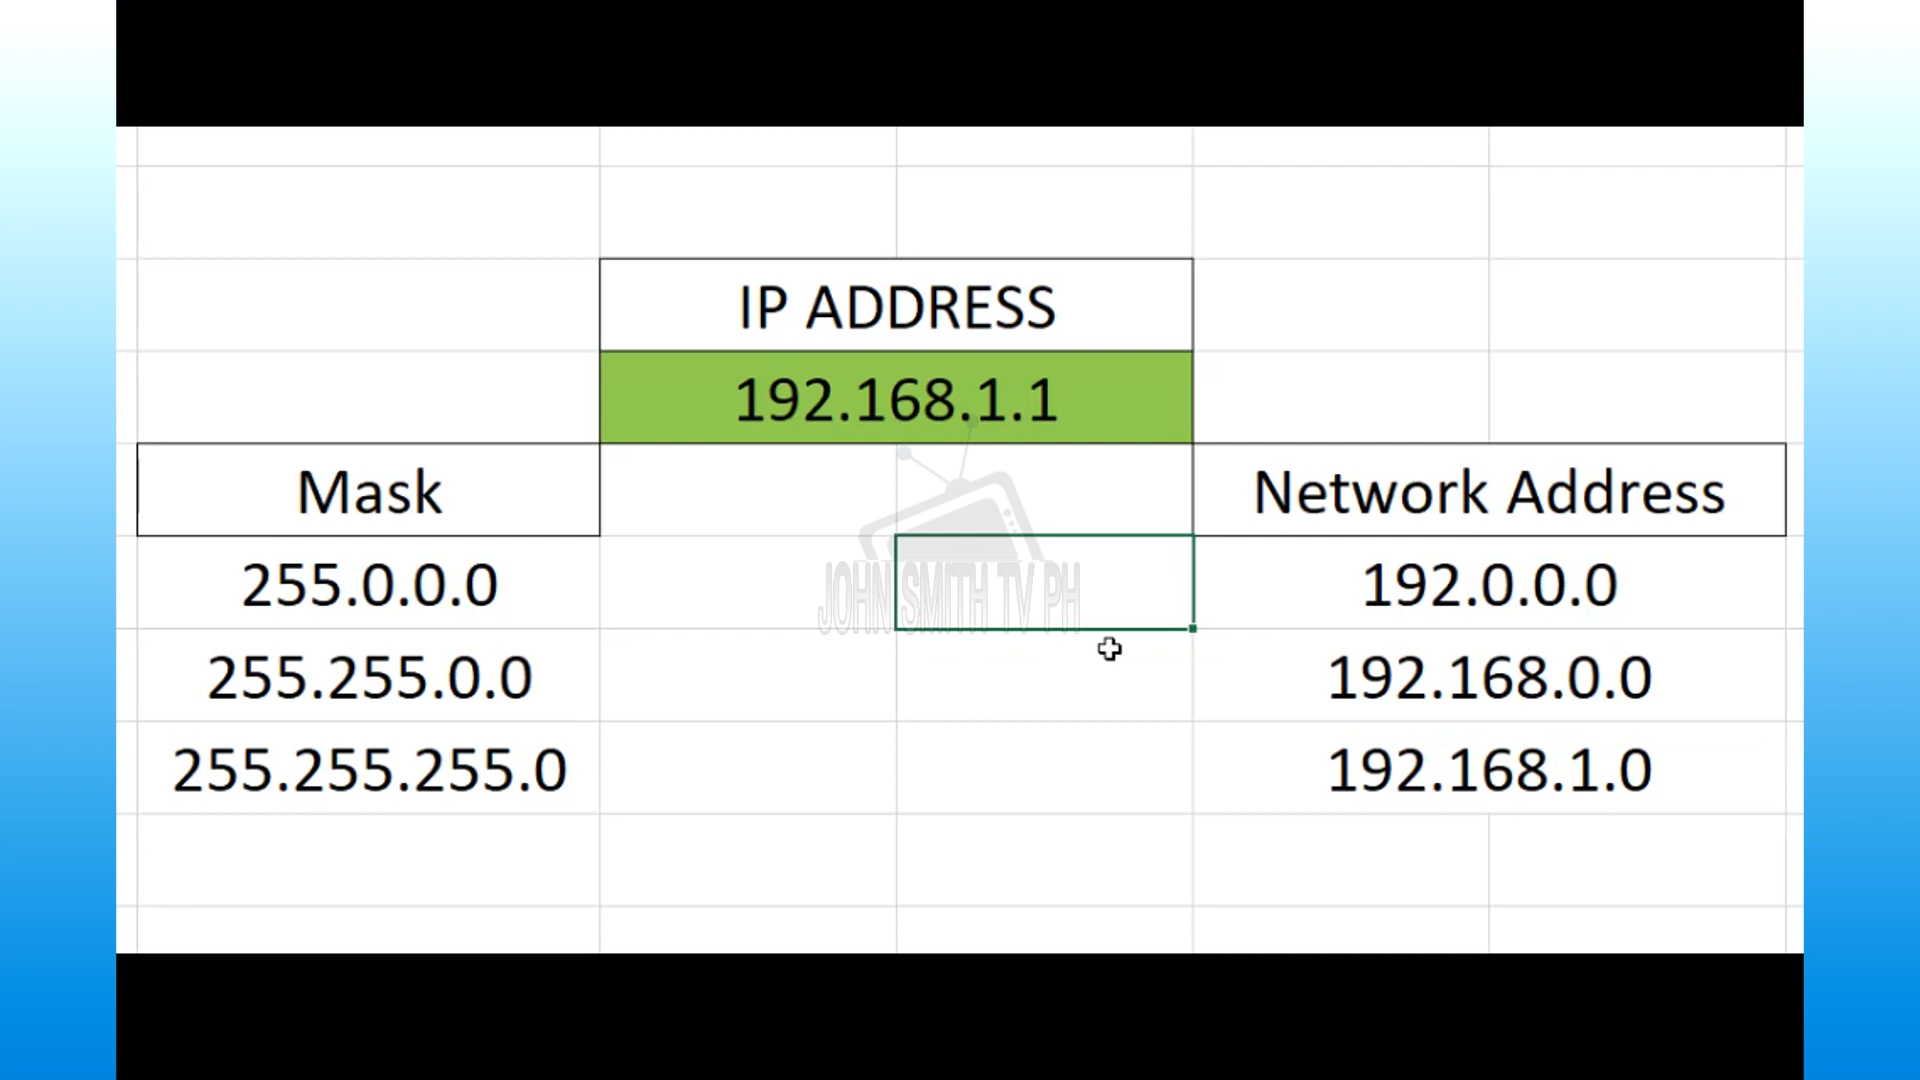 IP ADDRESS
192.168.1.1
Mask
Network Address
255.0.0.0
192.0.0.0
JOHN SMITH TV PH
255.255.0.0
192.168.0.0
255.255.255.0
192.168.1.0